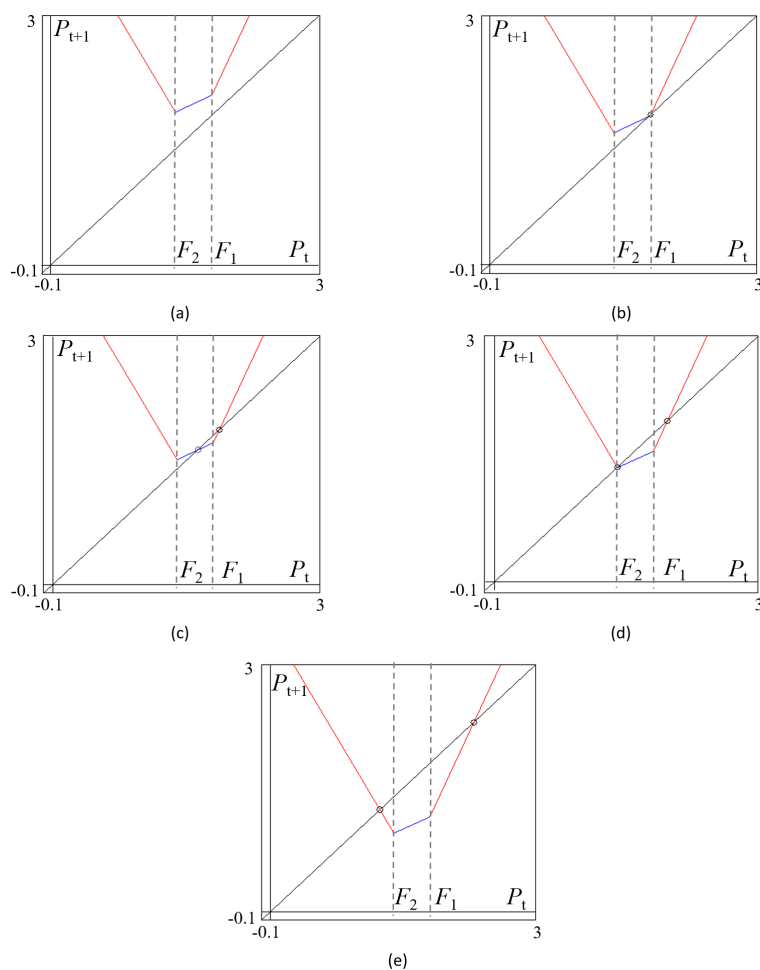 3 P_{t+1} 3 P_{t+1}
F_2 F_1 P_t F_2 F_1 P_t
-0.1 -0.1
-0.1 3 -0.1 3
(a) (b)
3 P_{t+1} 3 P_{t+1}
F_2 F_1 P_t F_2 F_1 P_t
-0.1 -0.1
-0.1 3 -0.1 3
(c) (d)
3 P_{t+1}
F_2 F_1 P_t
-0.1
-0.1 3
(e)